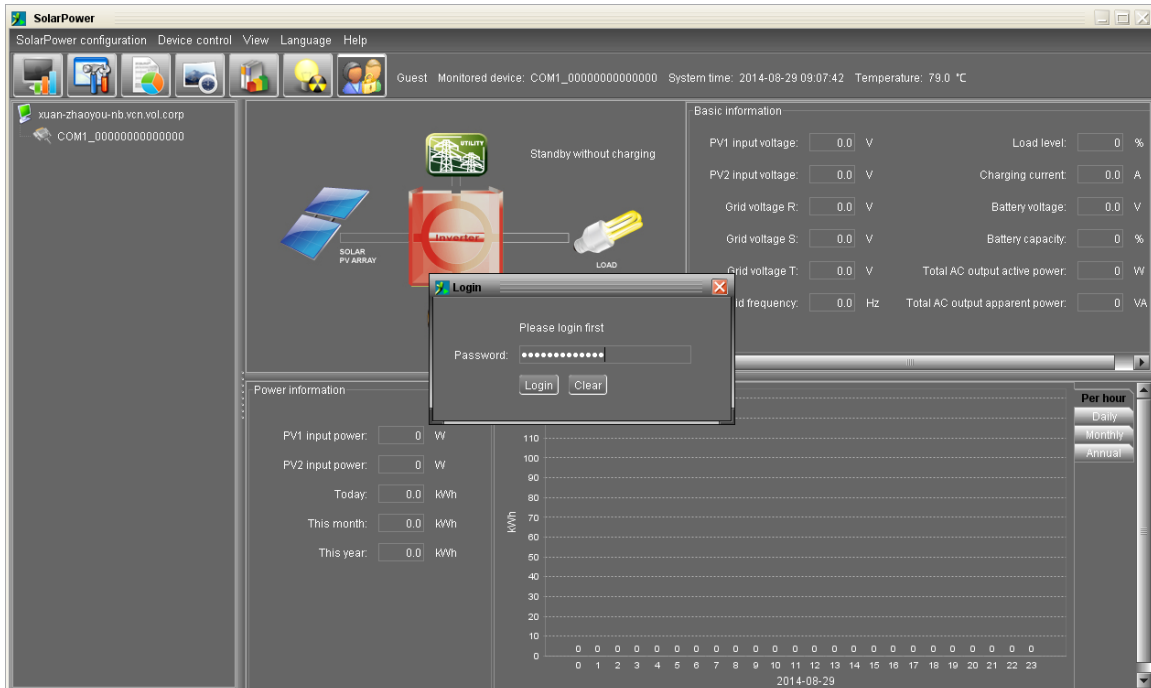 SolarPower
SolarPower configuration Device control View Language Help
Guest Monitored device: COM1_00000000000000 System time: 2014-08-29 09:07:42 Temperature: 79.0 ℃
xuan-zhaoyou-nb.vcn.vol.corp
COM1_00000000000000
UTILITY
Standby without charging
SOLAR
PV ARRAY
Inverter
LOAD
Basic information
PV1 input voltage: 0.0 V Load level: 0 %
PV2 input voltage: 0.0 V Charging current: 0.0 A
Grid voltage R: 0.0 V Battery voltage: 0.0 V
Grid voltage S: 0.0 V Battery capacity: 0 %
Grid voltage T: 0.0 V Total AC output active power: 0 W
id frequency: 0.0 Hz Total AC output apparent power: 0 VA
Login
Please login first
Password: •••••••••••••
Login Clear
Power information
PV1 input power: 0 W
PV2 input power: 0 W
Today: 0.0 kWh
This month: 0.0 kWh
This year: 0.0 kWh
Per hour
Daily
Monthly
Annual
kWh
110
100
90
80
70
60
50
40
30
20
10
0
0 0 0 0 0 0 0 0 0 0 0 0 0 0 0 0 0 0 0 0 0 0 0 0
0 1 2 3 4 5 6 7 8 9 10 11 12 13 14 15 16 17 18 19 20 21 22 23
2014-08-29